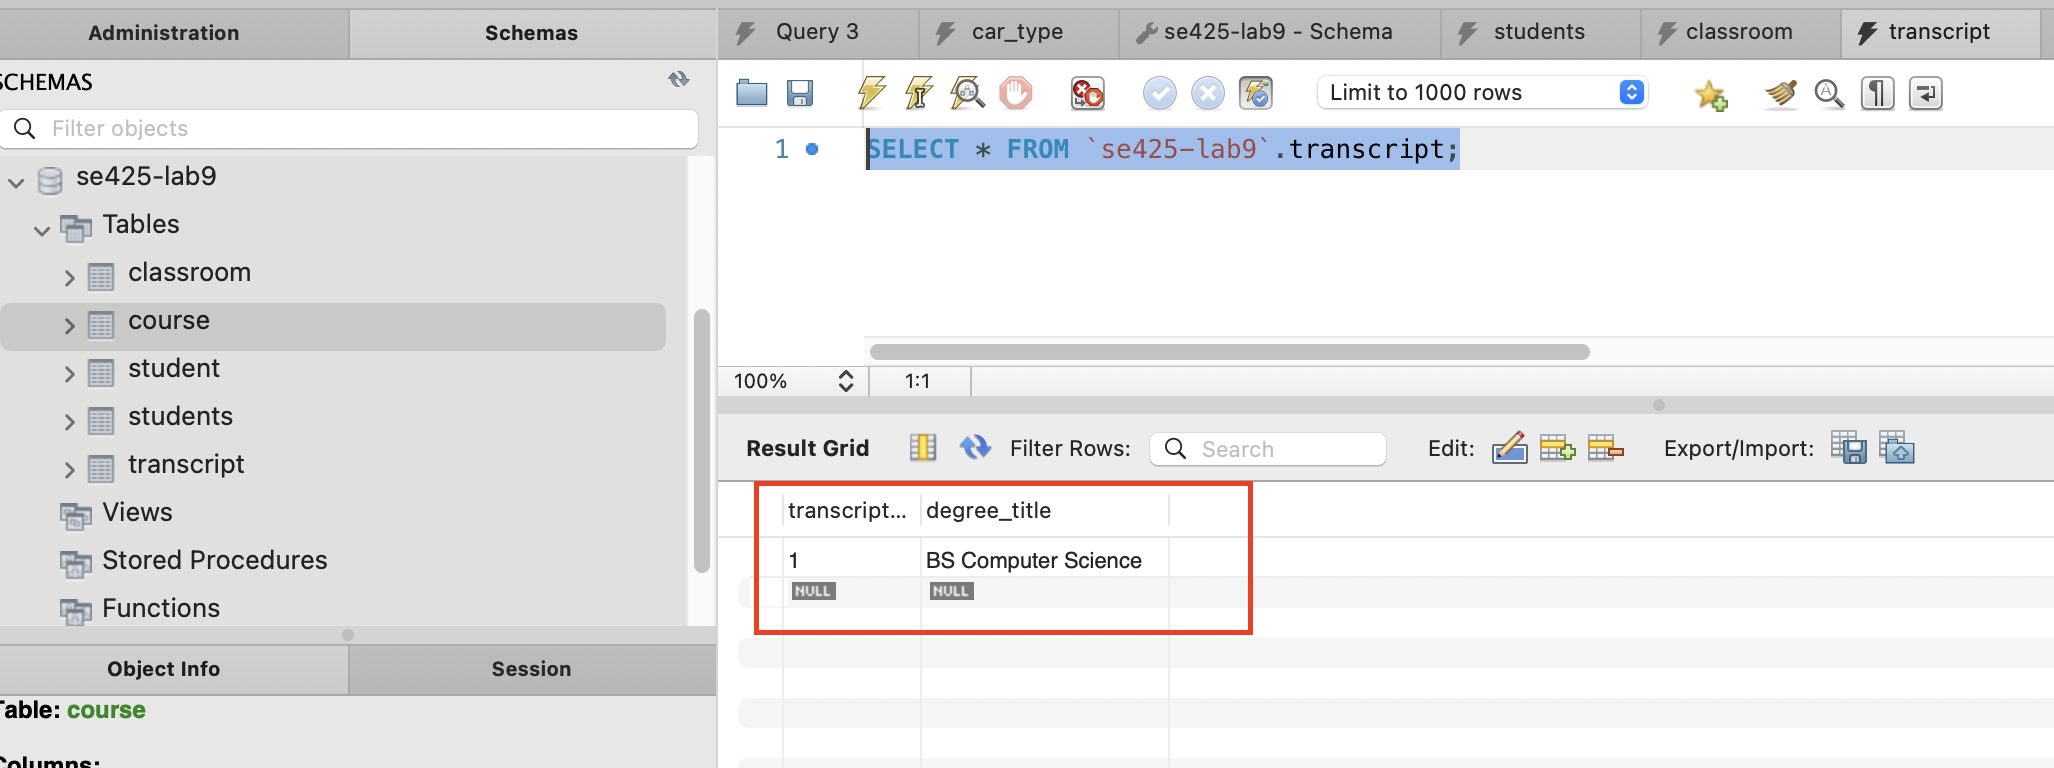 Administration
Schemas
Query 3
car_type
se425-lab9 - Schema
students
classroom
transcript
SCHEMAS
Limit to 1000 rows
Filter objects
1
SELECT * FROM `se425-lab9`.transcript;
se425-lab9
Tables
classroom
course
student
students
transcript
Views
Stored Procedures
Functions
100%
1:1
Result Grid
Filter Rows:
Search
Edit:
Export/Import:
transcript...
degree_title
1
BS Computer Science
NULL
NULL
Object Info
Session
Table: course
Columns: